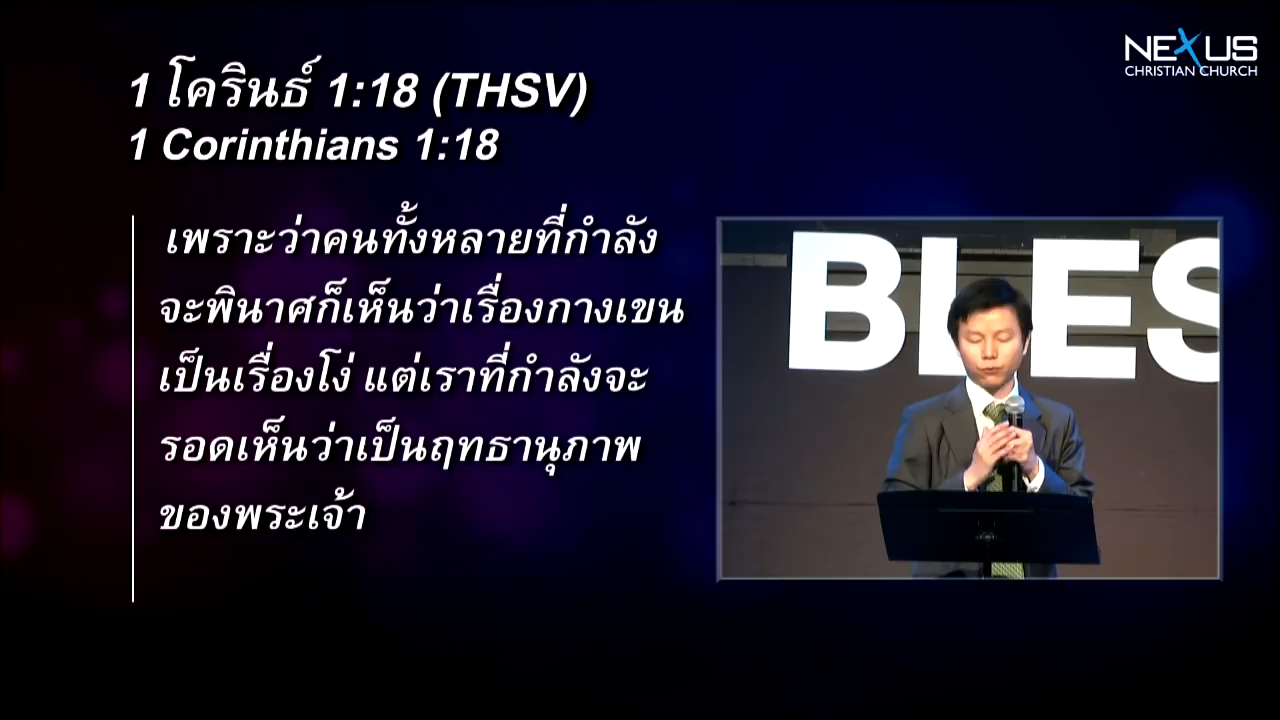 NEXUS
CHRISTIAN CHURCH
1 โครินธ์ 1:18 (THSV)
1 Corinthians 1:18
เพราะว่าคนทั้งหลายที่กำลัง
จะพินาศก็เห็นว่าเรื่องกางเขน
เป็นเรื่องโง่ แต่เราที่กำลังจะ
รอดเห็นว่าเป็นฤทธานุภาพ
ของพระเจ้า
BLES